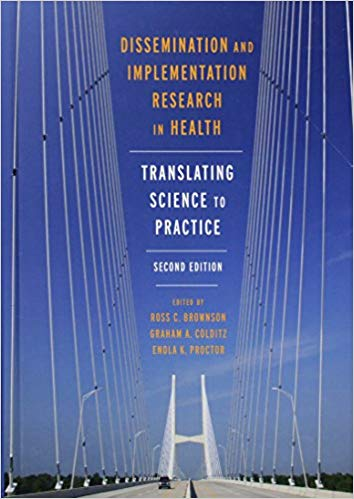 DISSEMINATION AND
IMPLEMENTATION
RESEARCH
IN HEALTH
TRANSLATING
SCIENCE TO
PRACTICE
SECOND EDITION
EDITED BY
ROSS C. BROWNSON
GRAHAM A. COLDITZ
ENOLA K. PROCTOR